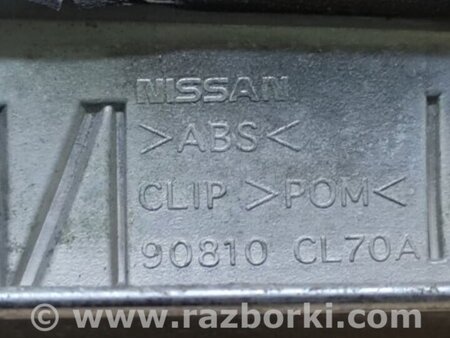 NISSAN
>ABS<
CLIP >POM<
90810 CL70A
www.razborki.com